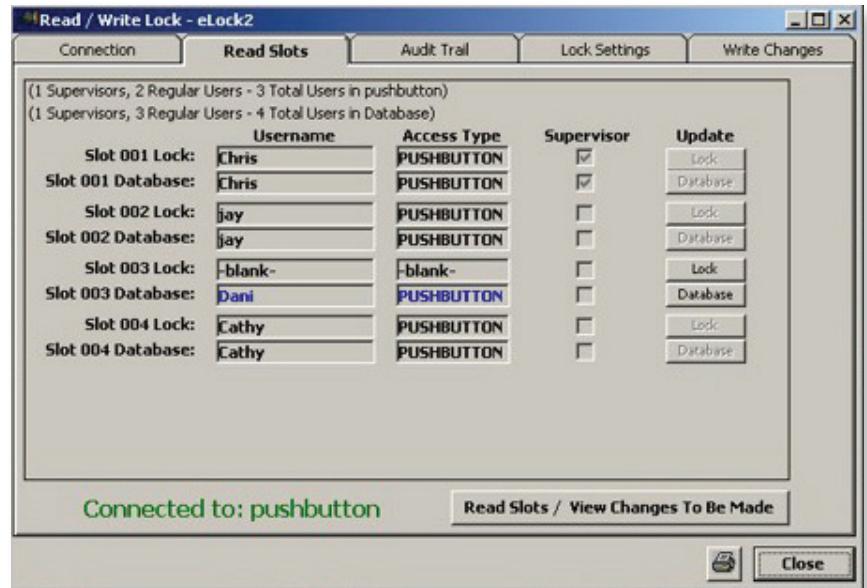 Read / Write Lock - eLock2
Connection Read Slots Audit Trail Lock Settings Write Changes
(1 Supervisors, 2 Regular Users - 3 Total Users in pushbutton)
(1 Supervisors, 3 Regular Users - 4 Total Users in Database)
Username Access Type Supervisor Update
Slot 001 Lock: Chris PUSHBUTTON Lock
Slot 001 Database: Chris PUSHBUTTON Database
Slot 002 Lock: jay PUSHBUTTON Lock
Slot 002 Database: jay PUSHBUTTON Database
Slot 003 Lock: -blank- -blank- Lock
Slot 003 Database: Dani PUSHBUTTON Database
Slot 004 Lock: Cathy PUSHBUTTON Lock
Slot 004 Database: Cathy PUSHBUTTON Database
Connected to: pushbutton Read Slots / View Changes To Be Made
Close